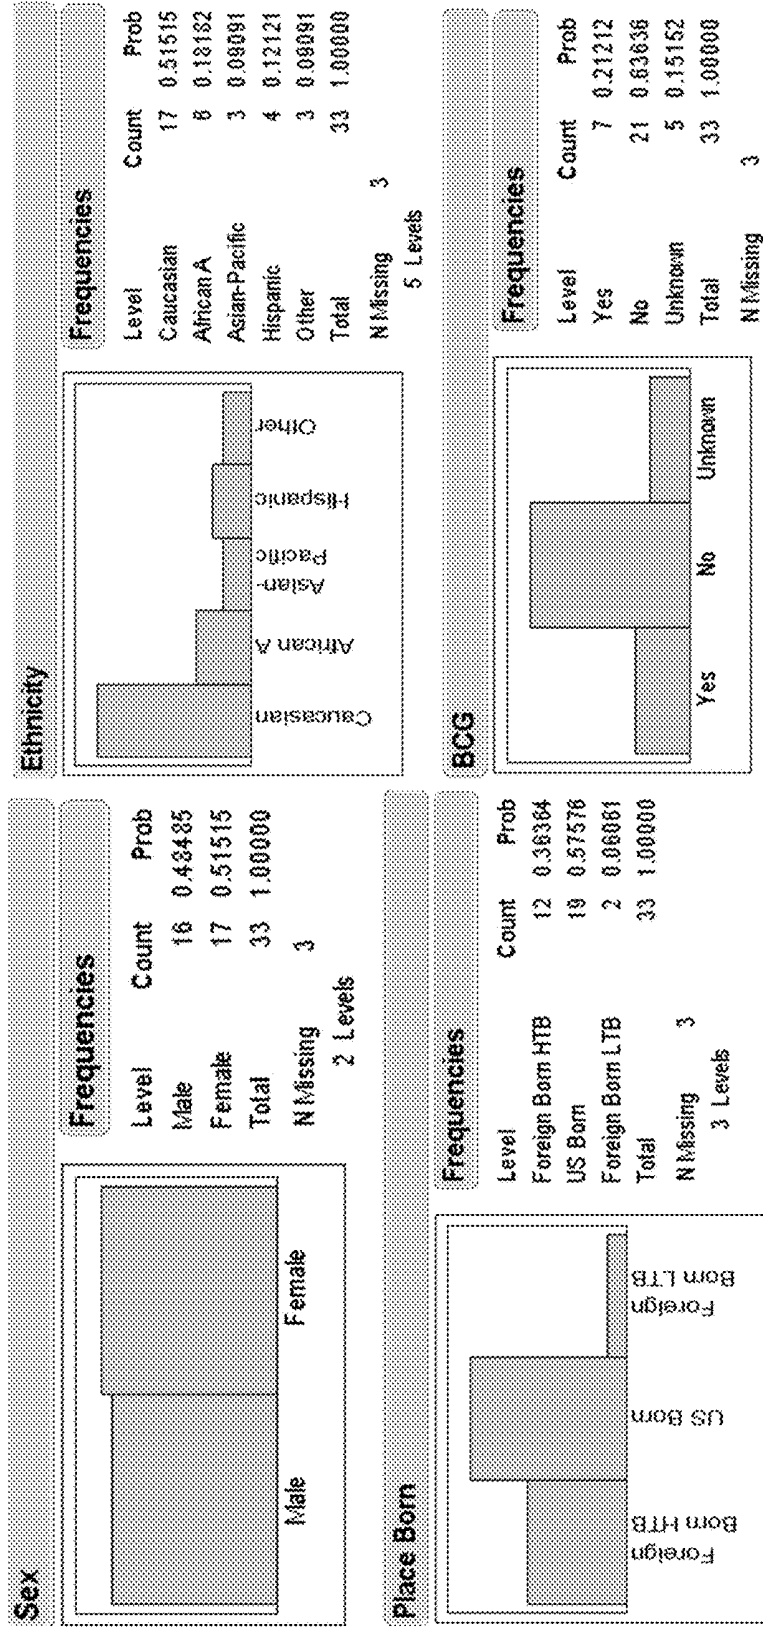 Sex
Male
Female
Frequencies
Level Count Prob
Male 16 0.48485
Female 17 0.51515
Total 33 1.00000
N Missing 3
2 Levels
Ethnicity
Caucasian
African A
Asian-
Pacific
Hispanic
Other
Frequencies
Level Count Prob
Caucasian 17 0.51515
African A 6 0.18182
Asian-Pacific 3 0.09091
Hispanic 4 0.12121
Other 3 0.09091
Total 33 1.00000
N Missing 3
5 Levels
Place Born
Foreign
Born HTB
US Born
Foreign
Born LTB
Frequencies
Level Count Prob
Foreign Born HTB 12 0.36364
US Born 19 0.57576
Foreign Born LTB 2 0.06061
Total 33 1.00000
N Missing 3
3 Levels
BCG
Yes
No
Unknown
Frequencies
Level Count Prob
Yes 7 0.21212
No 21 0.63636
Unknown 5 0.15152
Total 33 1.00000
N Missing 3